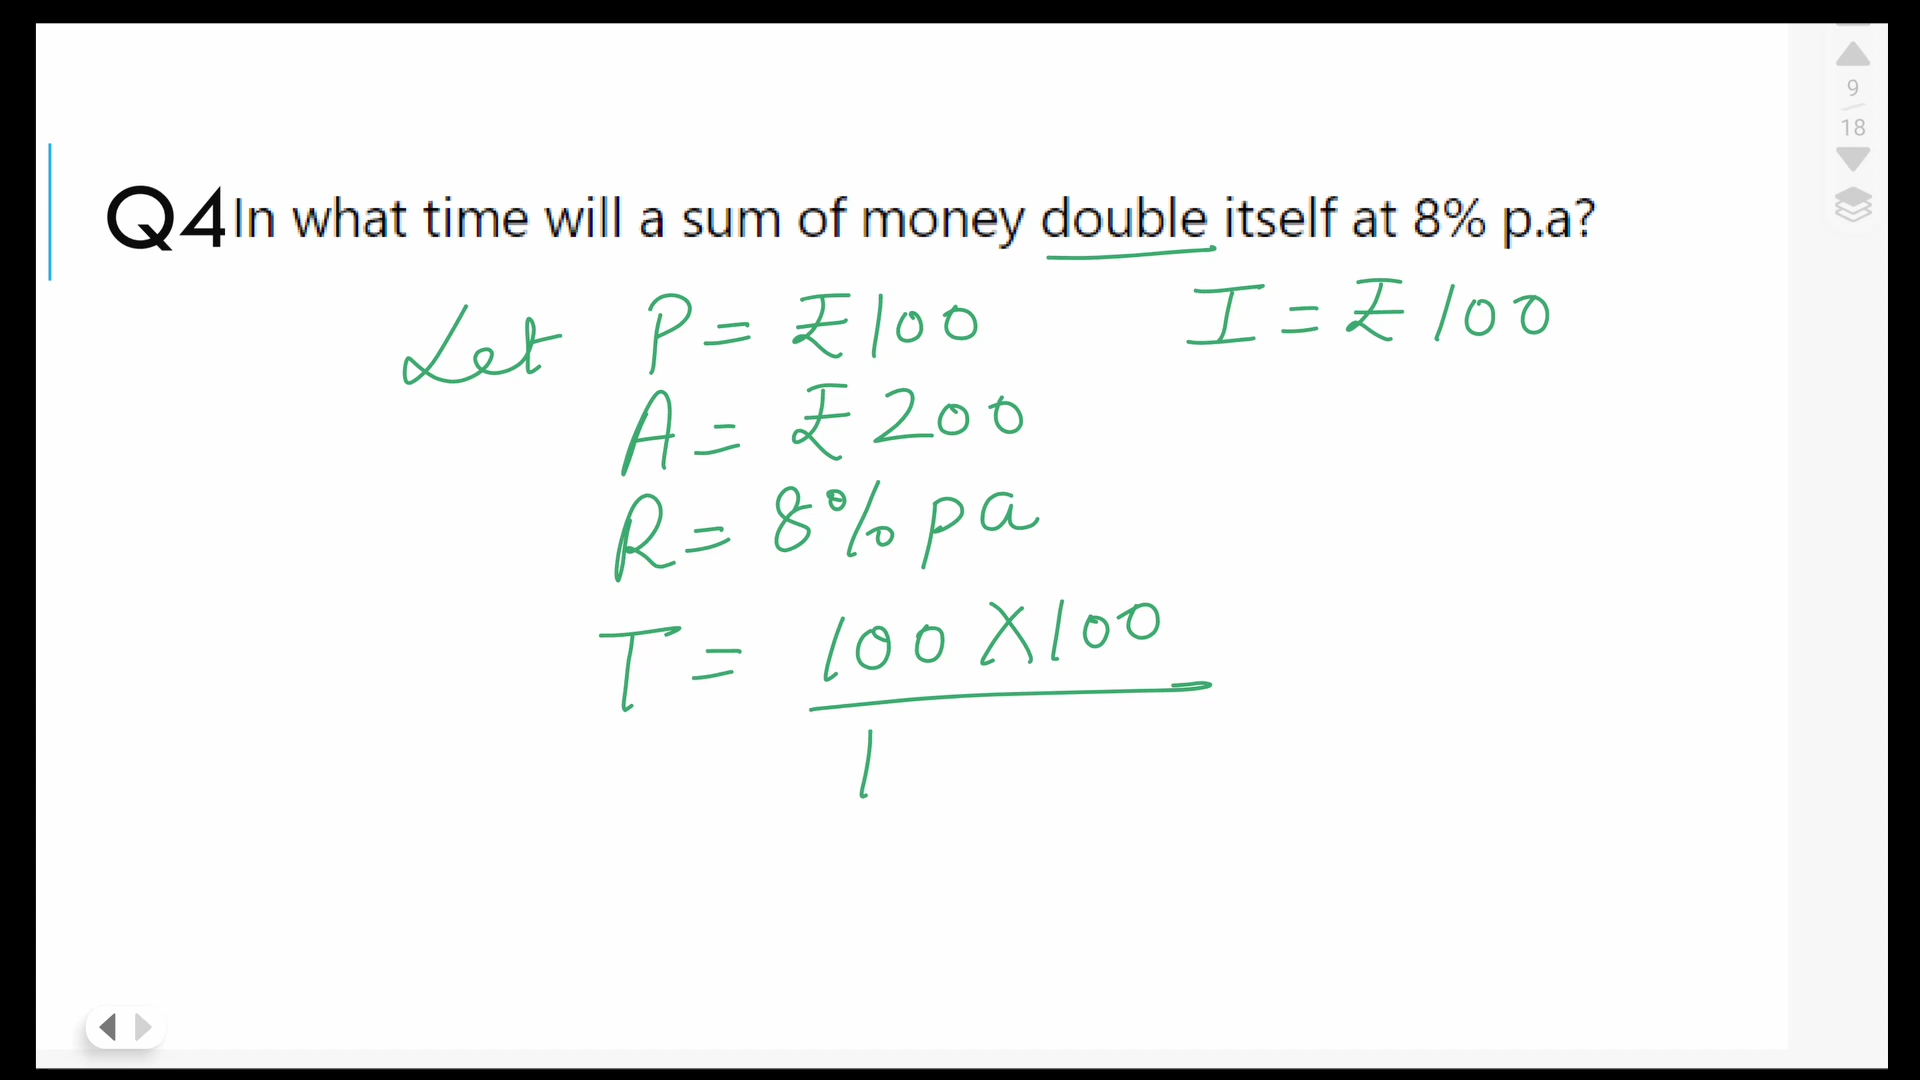 9
18
Q4 In what time will a sum of money double itself at 8% p.a?
Let P = ₹100 I = ₹100
A = ₹200
R = 8% pa
T = 100 X 100
1